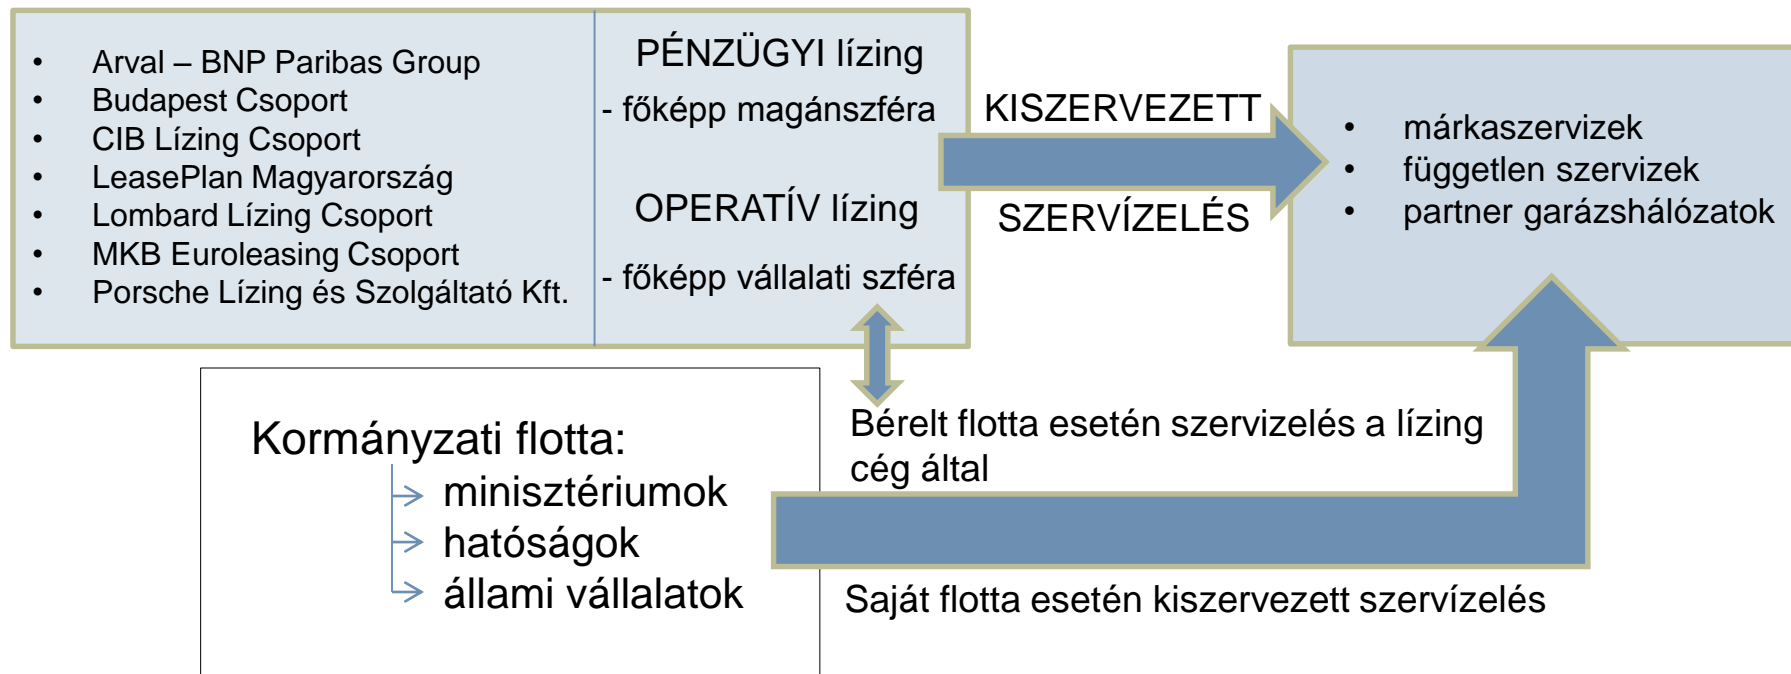 • Arval – BNP Paribas Group
• Budapest Csoport
• CIB Lízing Csoport
• LeasePlan Magyarország
• Lombard Lízing Csoport
• MKB Euroleasing Csoport
• Porsche Lízing és Szolgáltató Kft.
PÉNZÜGYI lízing
- főképp magánszféra
OPERATÍV lízing
- főképp vállalati szféra
KISZERVEZETT
SZERVÍZELÉS
• márkaszervizek
• független szervizek
• partner garázshálózatok
Kormányzati flotta:
minisztériumok
hatóságok
állami vállalatok
Bérelt flotta esetén szervizelés a lízing
cég által
Saját flotta esetén kiszervezett szervízelés